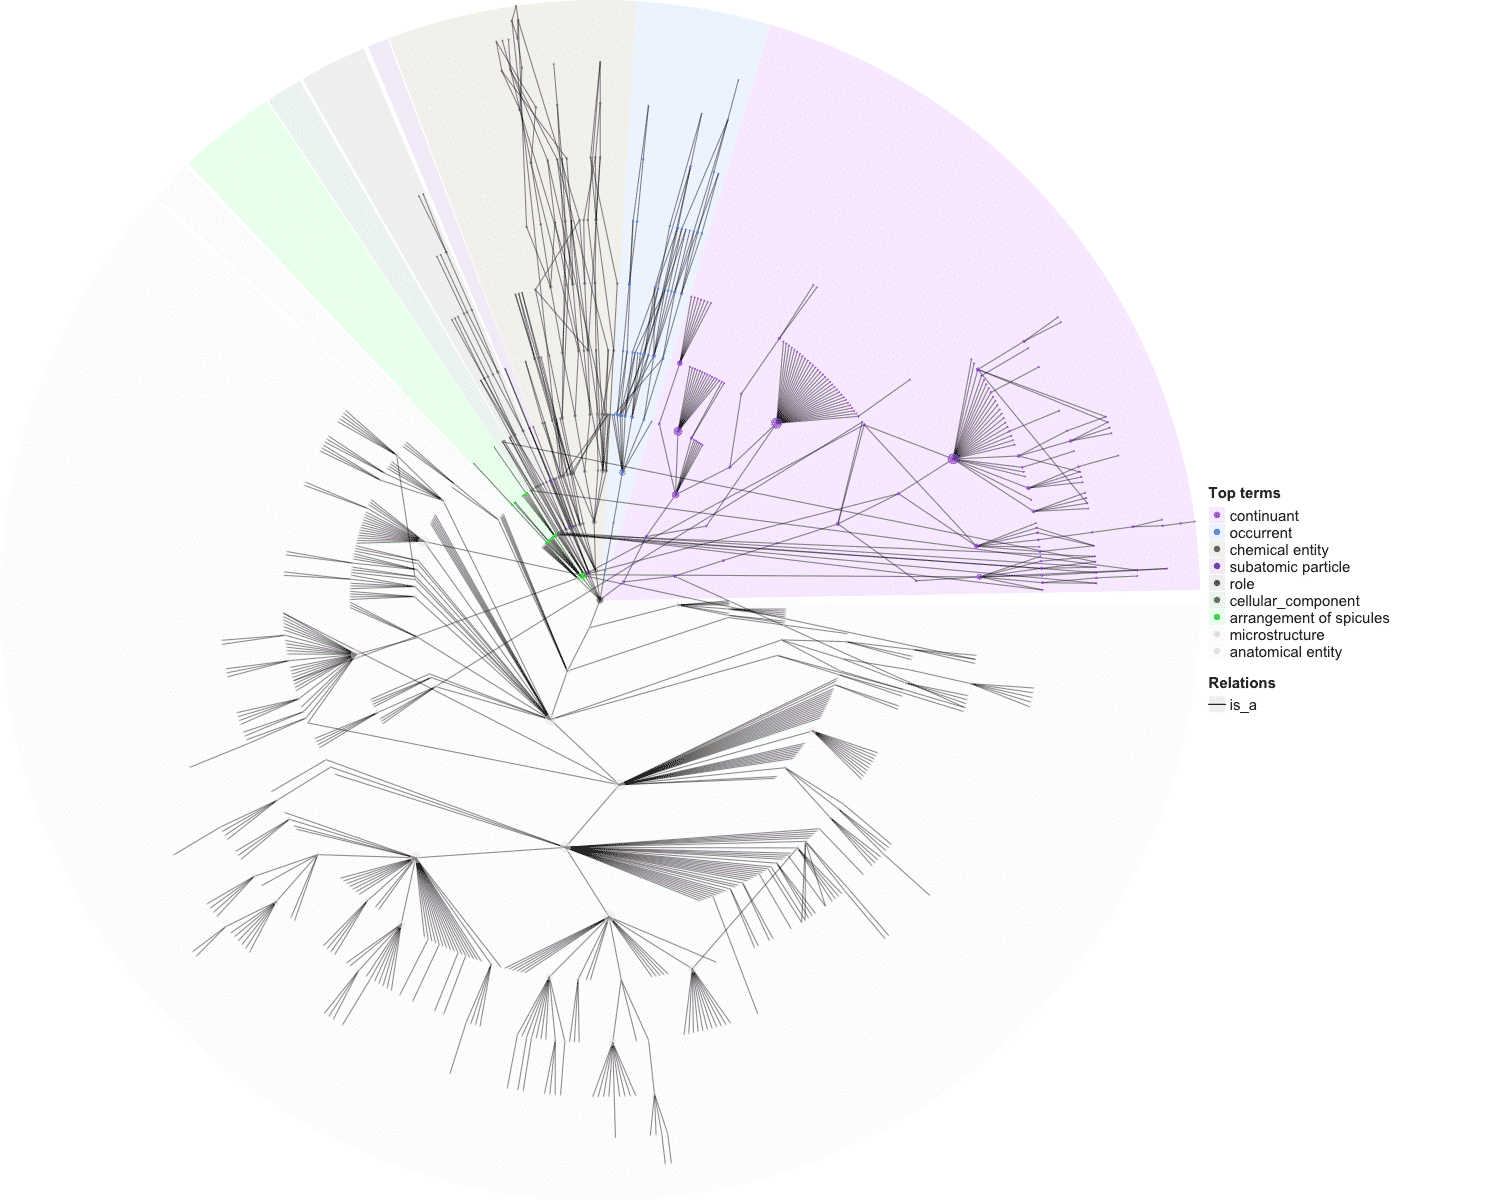 Top terms
continuant
occurrent
chemical entity
subatomic particle
role
cellular_component
arrangement of spicules
microstructure
anatomical entity
Relations
is_a